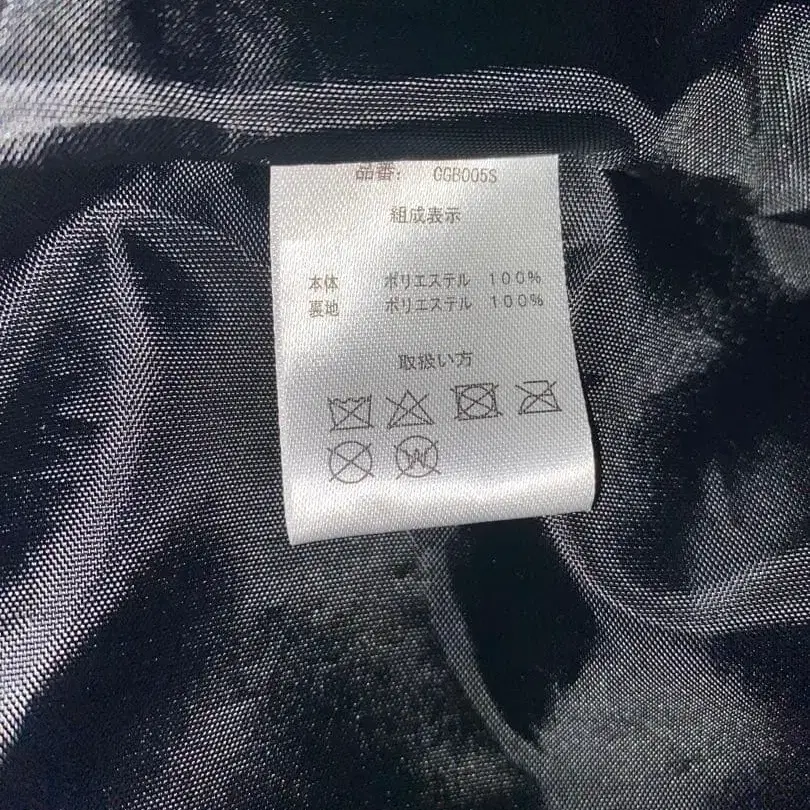 品番: CGB005S
組成表示
本体 ポリエステル 100%
裏地 ポリエステル 100%
取扱い方
W